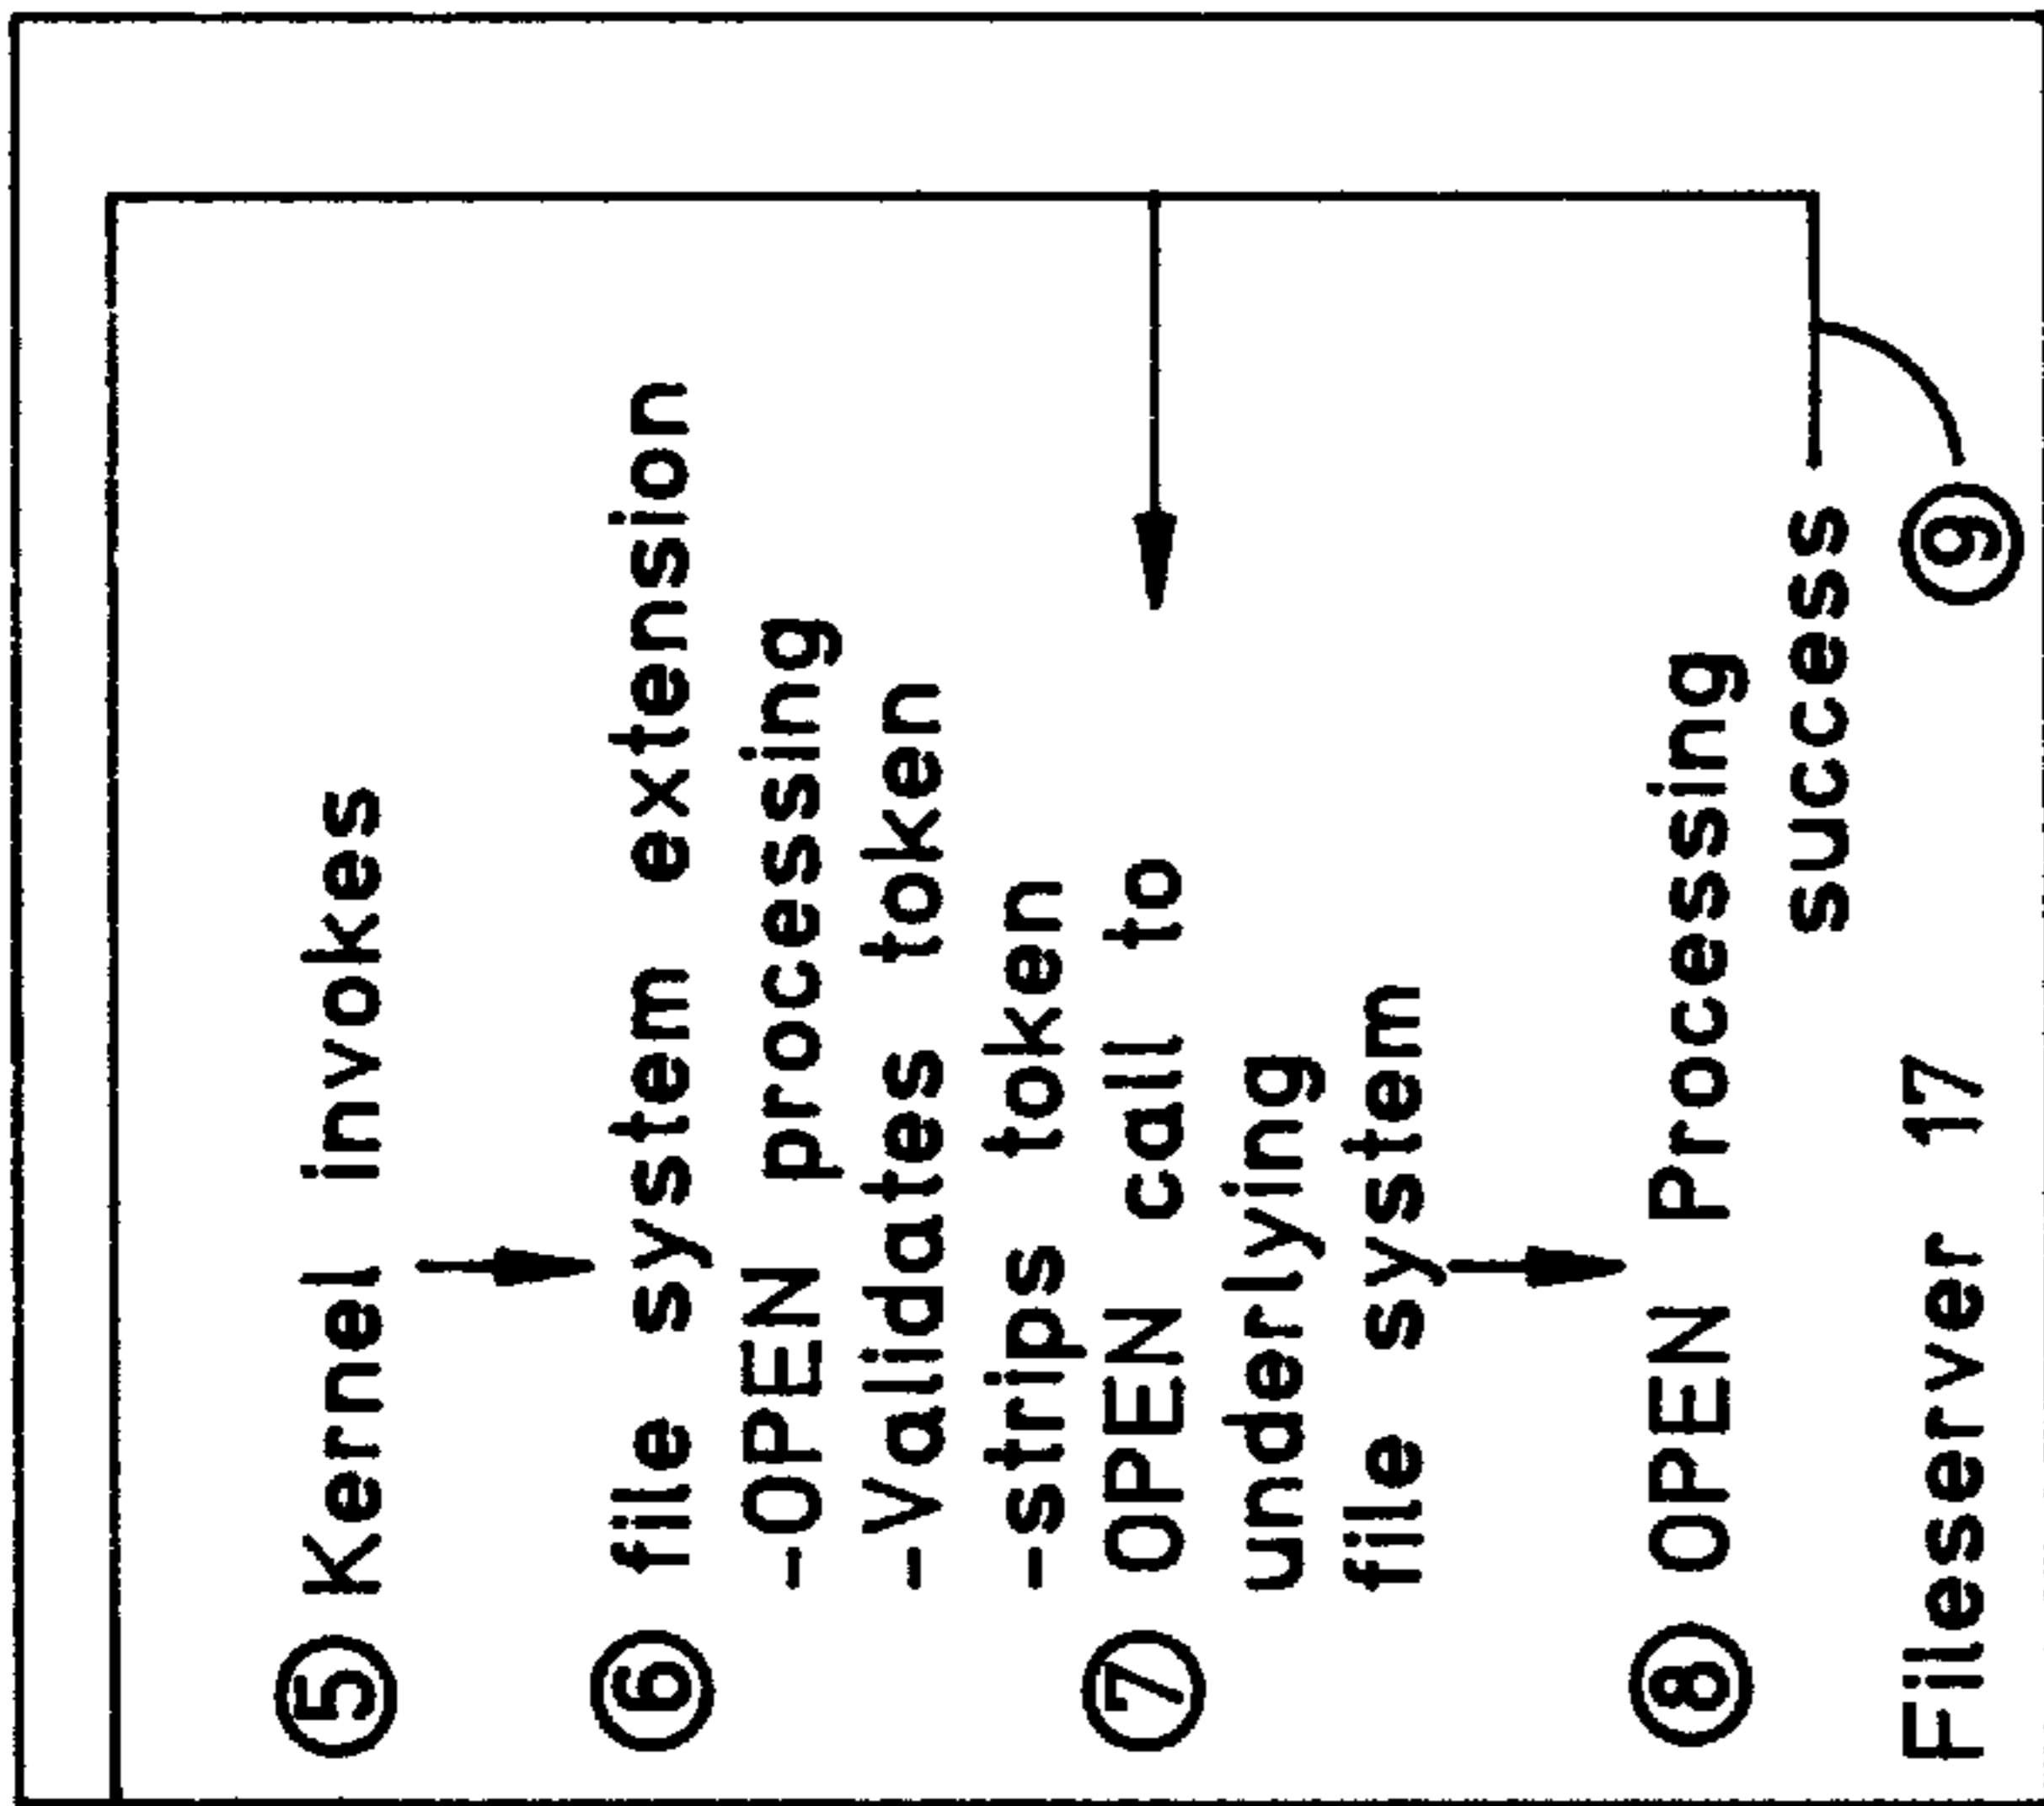 ⑤ Kernel invokes
⑥ file system extension
-OPEN processing
-Validates token
-strips token
⑦ OPEN call to
underlying
file system
⑧ OPEN Processing
success
⑨
Fileserver 17